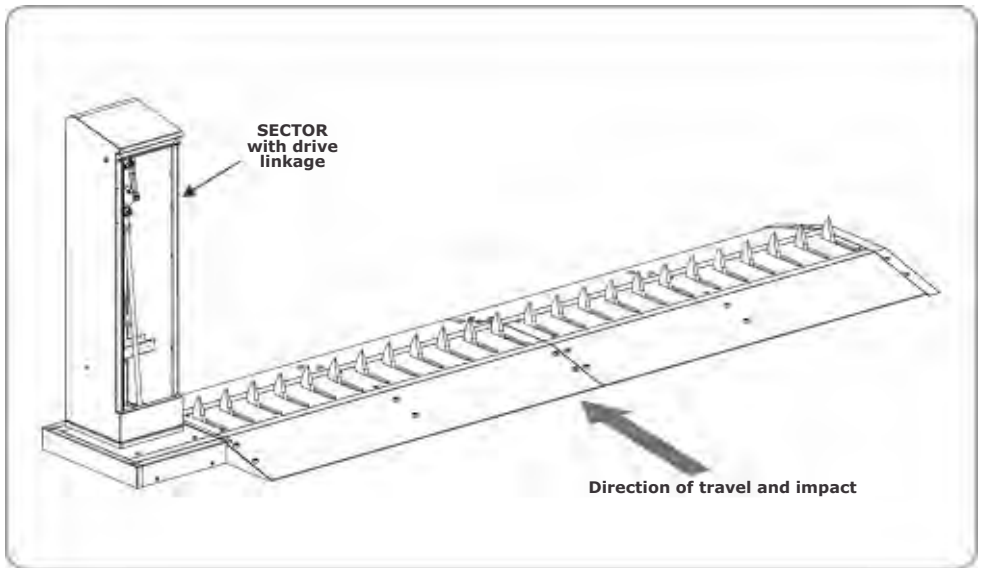 SECTOR
with drive
linkage
Direction of travel and impact